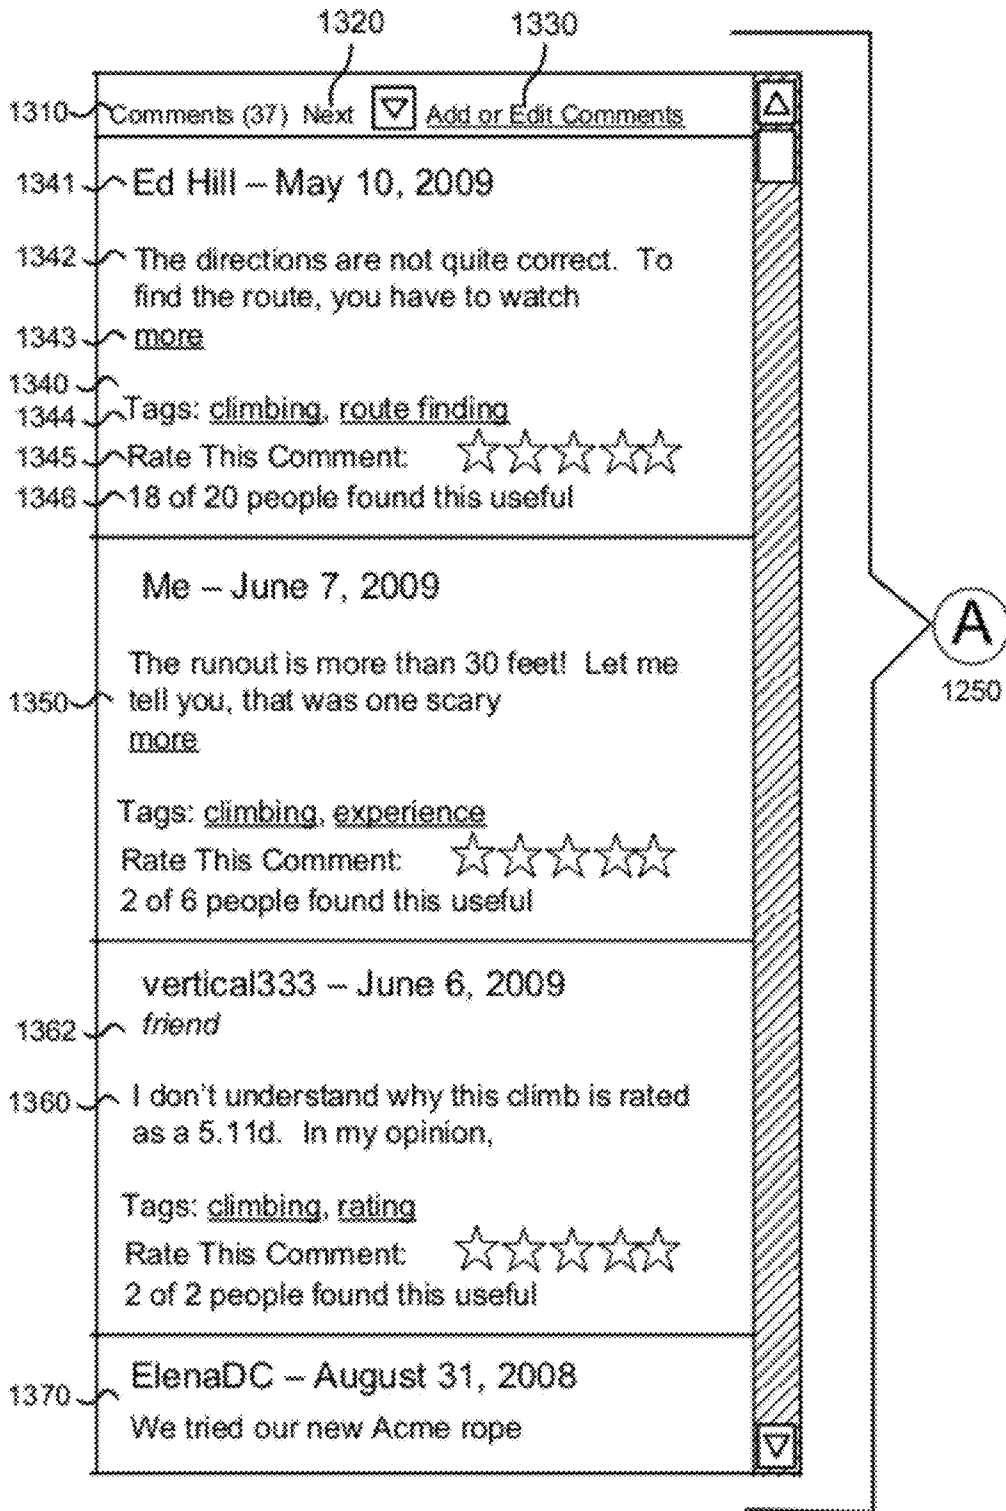 1320 1330
1310 Comments (37) Next Add or Edit Comments
1341 Ed Hill – May 10, 2009
1342 The directions are not quite correct. To
find the route, you have to watch
1343 more
1340
1344 Tags: climbing, route finding
1345 Rate This Comment:
1346 18 of 20 people found this useful
Me – June 7, 2009
A
The runout is more than 30 feet! Let me
1350 tell you, that was one scary
1250
more
Tags: climbing, experience
Rate This Comment:
2 of 6 people found this useful
vertical333 – June 6, 2009
1362 friend
1360 I don't understand why this climb is rated
as a 5.11d. In my opinion,
Tags: climbing, rating
Rate This Comment:
2 of 2 people found this useful
ElenaDC – August 31, 2008
1370
We tried our new Acme rope